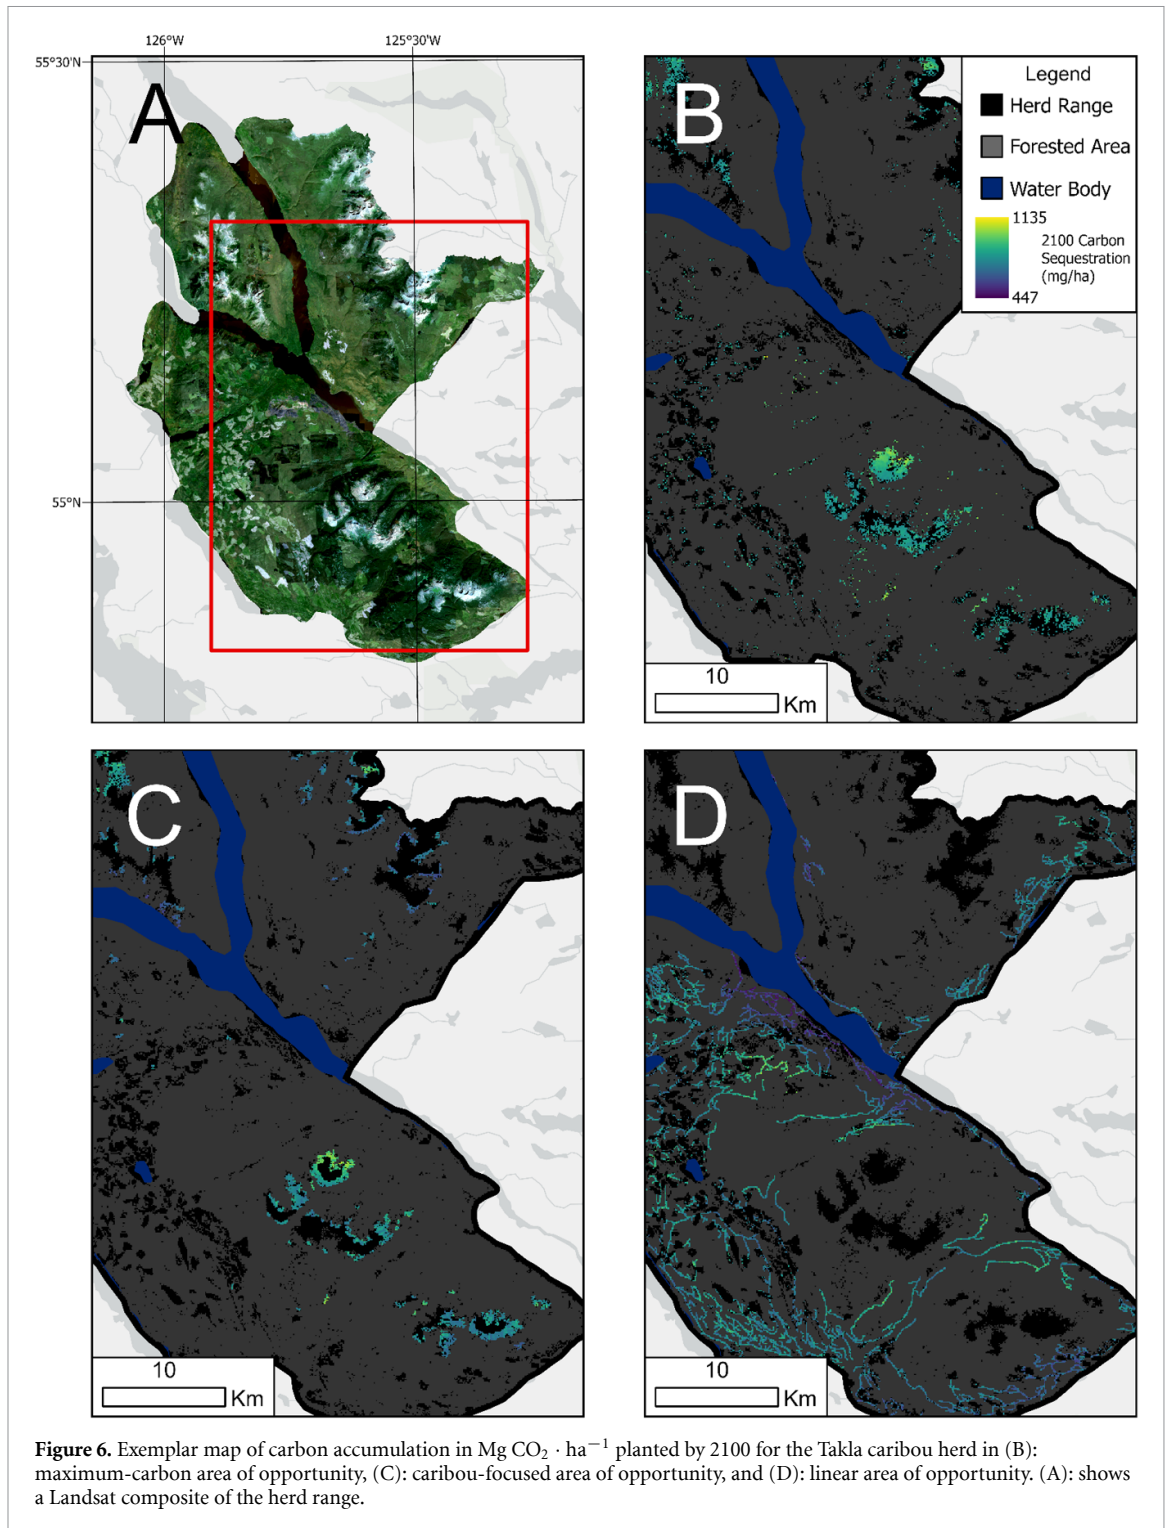 126°W
125°30'W
55°30'N
55°N
A
B
Legend
Herd Range
Forested Area
Water Body
1135
2100 Carbon
Sequestration
(mg/ha)
447
10
Km
C
10
Km
D
10
Km
Figure 6. Exemplar map of carbon accumulation in Mg CO₂ · ha⁻¹ planted by 2100 for the Takla caribou herd in (B):
maximum-carbon area of opportunity, (C): caribou-focused area of opportunity, and (D): linear area of opportunity. (A): shows
a Landsat composite of the herd range.